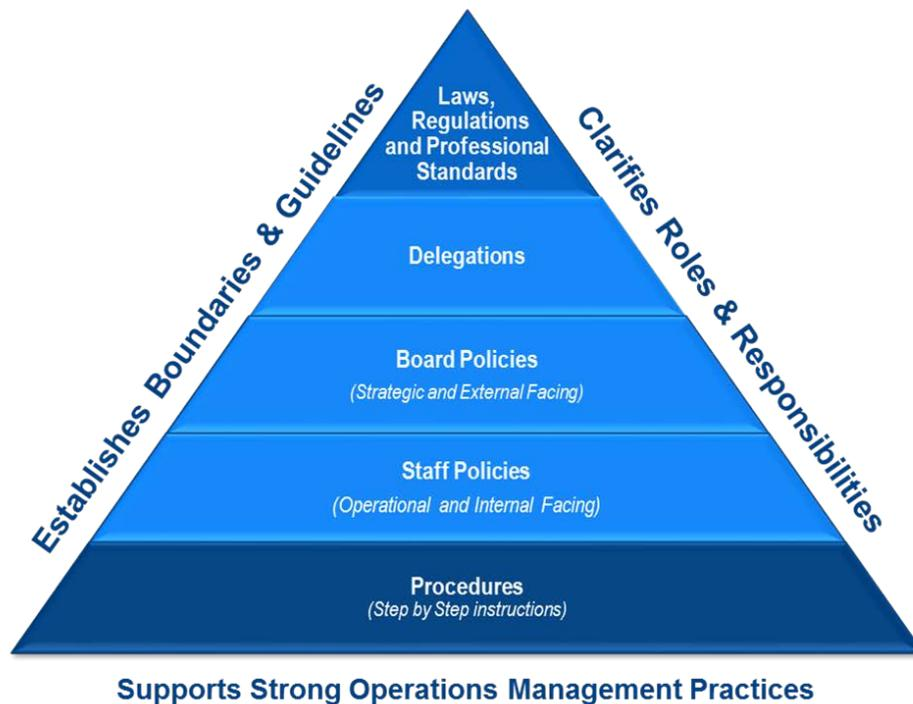 Establishes Boundaries & Guidelines
Clarifies Roles & Responsibilities
Laws,
Regulations
and Professional
Standards
Delegations
Board Policies
(Strategic and External Facing)
Staff Policies
(Operational and Internal Facing)
Procedures
(Step by Step instructions)
Supports Strong Operations Management Practices